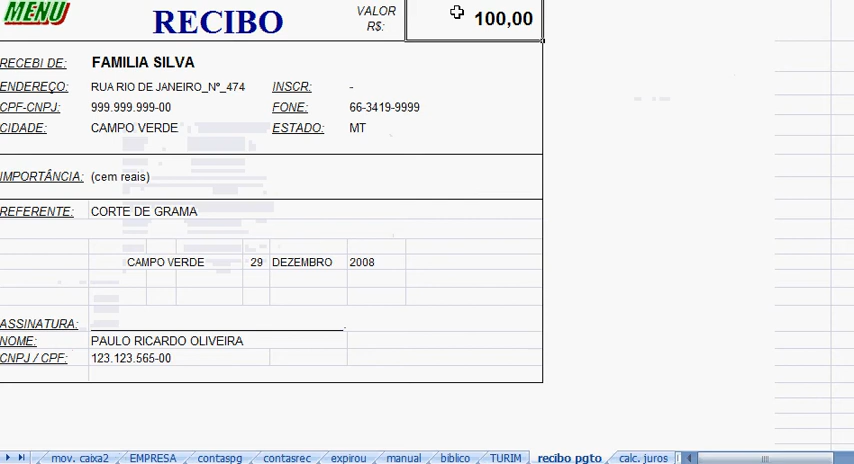 MENU RECIBO VALOR R$: 100,00
RECEBI DE: FAMILIA SILVA
ENDEREÇO: RUA RIO DE JANEIRO_Nº_474 INSCR: -
CPF-CNPJ: 999.999.999-00 FONE: 66-3419-9999
CIDADE: CAMPO VERDE ESTADO: MT
IMPORTÂNCIA: (cem reais)
REFERENTE: CORTE DE GRAMA
CAMPO VERDE 29 DEZEMBRO 2008
ASSINATURA: .
NOME: PAULO RICARDO OLIVEIRA
CNPJ / CPF: 123.123.565-00
mov. caixa2 EMPRESA contaspg contasrec expirou manual biblico TURIM recibo pgto calc. juros